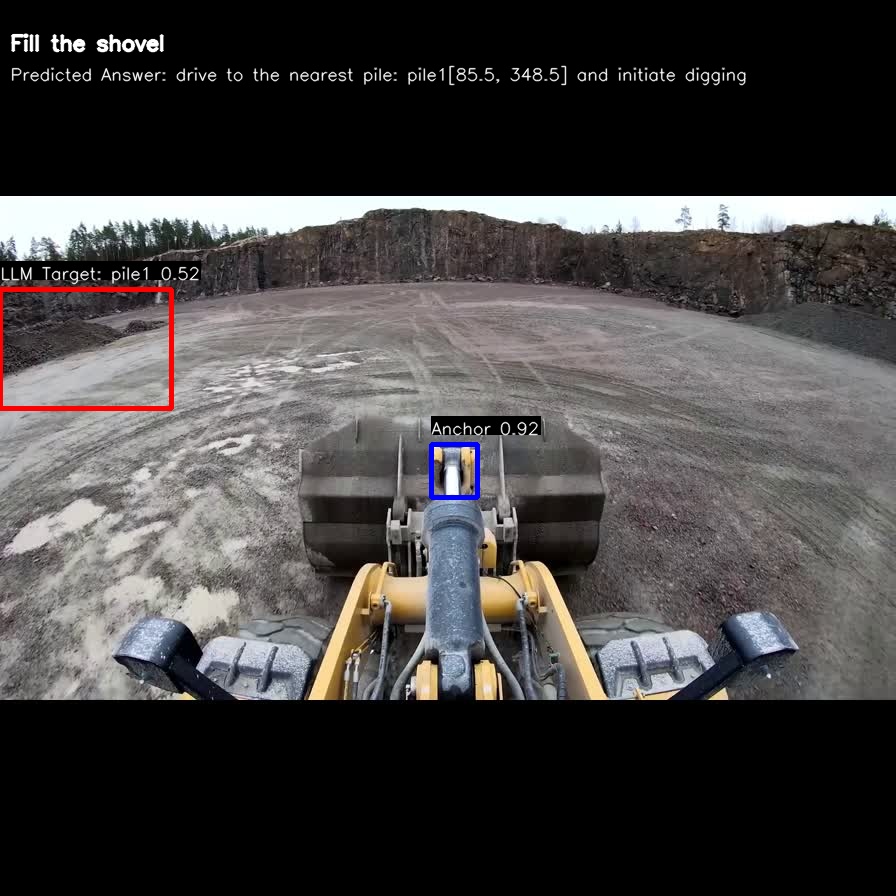 Fill the shovel
Predicted Answer: drive to the nearest pile: pile1[85.5, 348.5] and initiate digging
LLM Target: pile1 0.52
Anchor 0.92